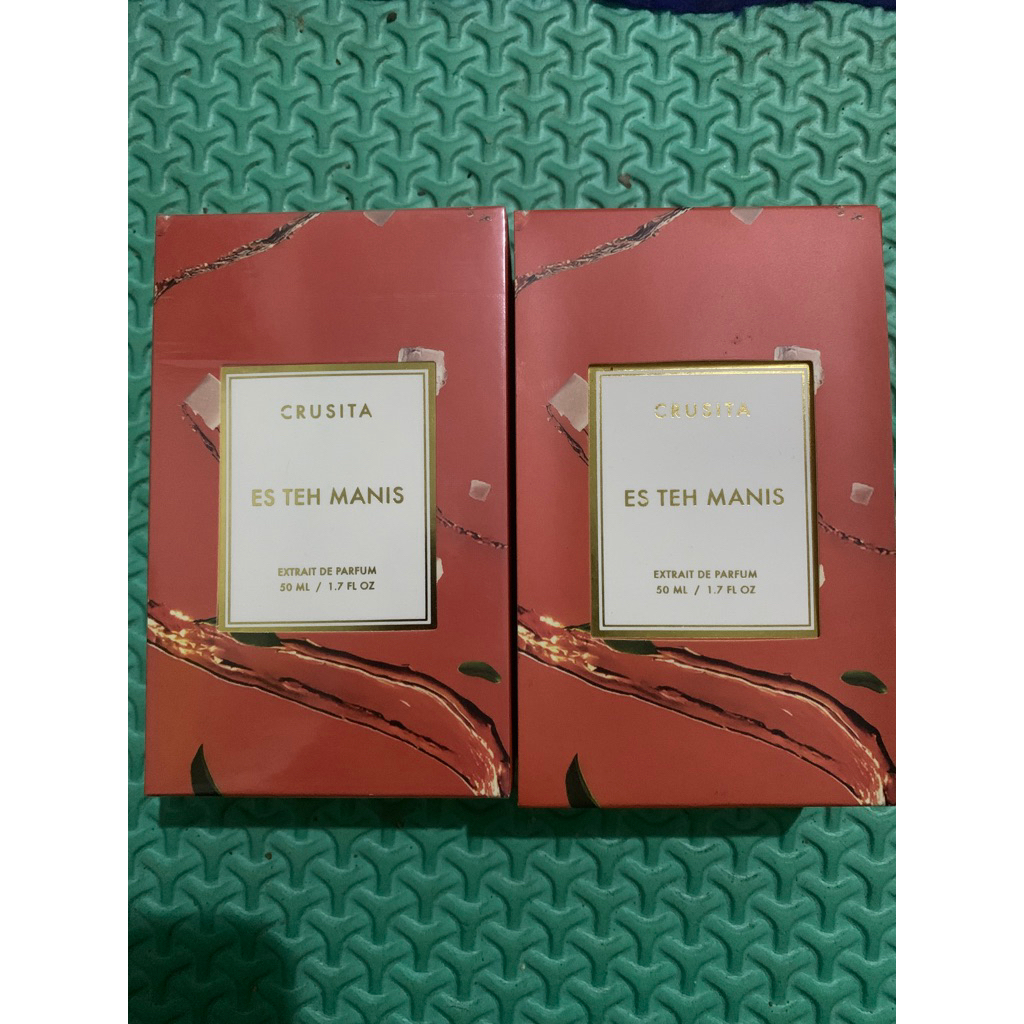 CRUSITA
ES TEH MANIS
EXTRAIT DE PARFUM
50 ML / 1.7 FL OZ
CRUSITA
ES TEH MANIS
EXTRAIT DE PARFUM
50 ML / 1.7 FL OZ